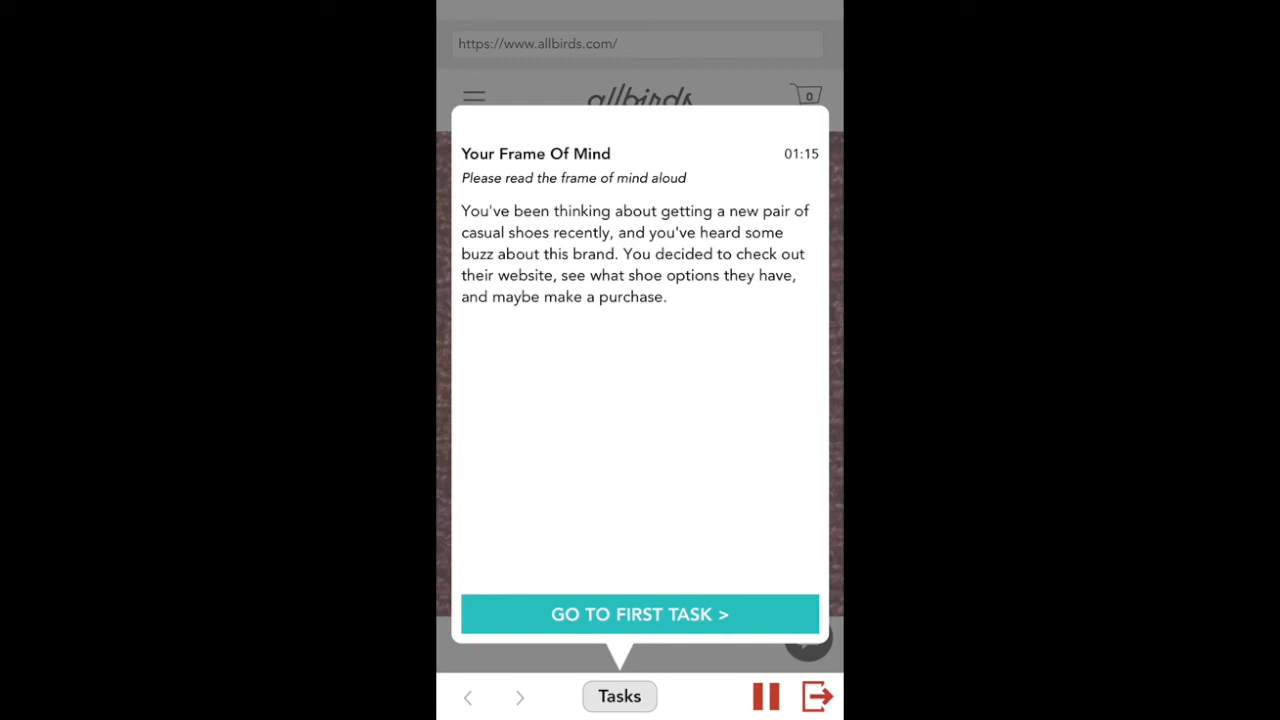 https://www.allbirds.com/
allbirds
0
Your Frame Of Mind
01:15
Please read the frame of mind aloud
You've been thinking about getting a new pair of
casual shoes recently, and you've heard some
buzz about this brand. You decided to check out
their website, see what shoe options they have,
and maybe make a purchase.
GO TO FIRST TASK >
Tasks